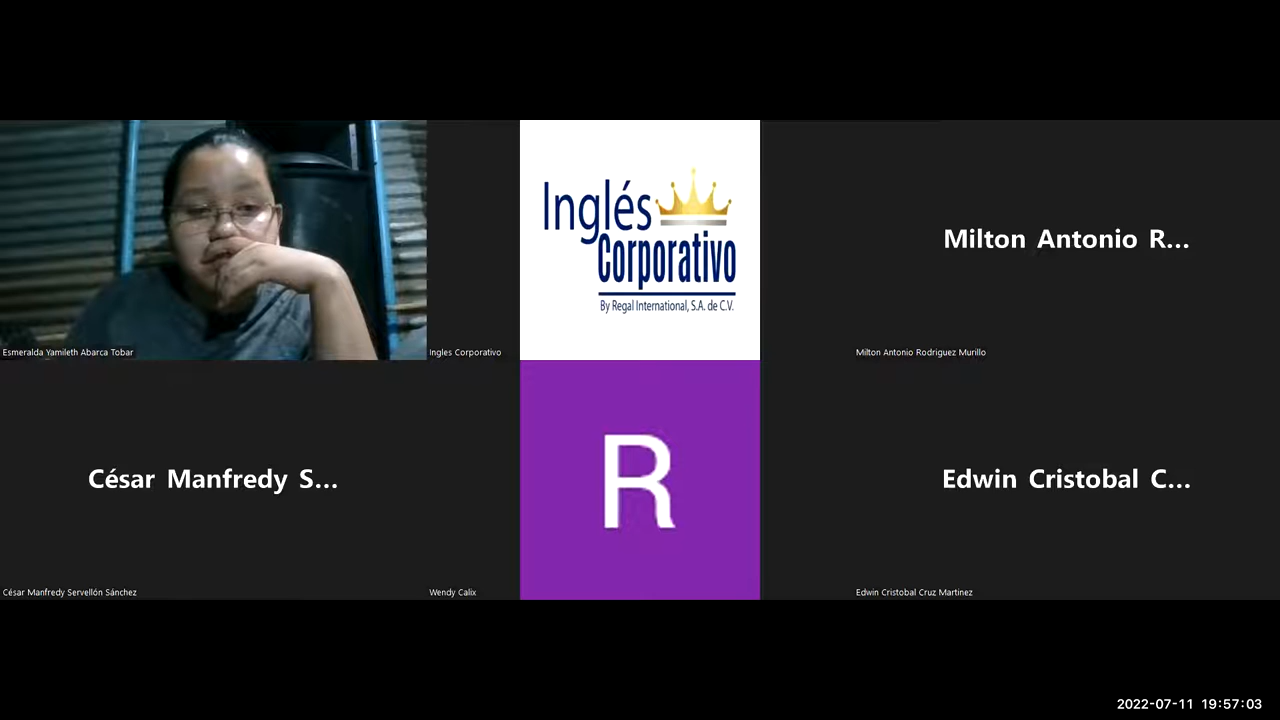 Inglés
Corporativo
By Regal International, S.A. de C.V.
Milton Antonio R...
Esmeralda Yamileth Abarca Tobar
Ingles Corporativo
Milton Antonio Rodriguez Murillo
César Manfredy S...
R
Edwin Cristobal C...
César Manfredy Servellón Sánchez
Wendy Calix
Edwin Cristobal Cruz Martinez
2022-07-11 19:57:03